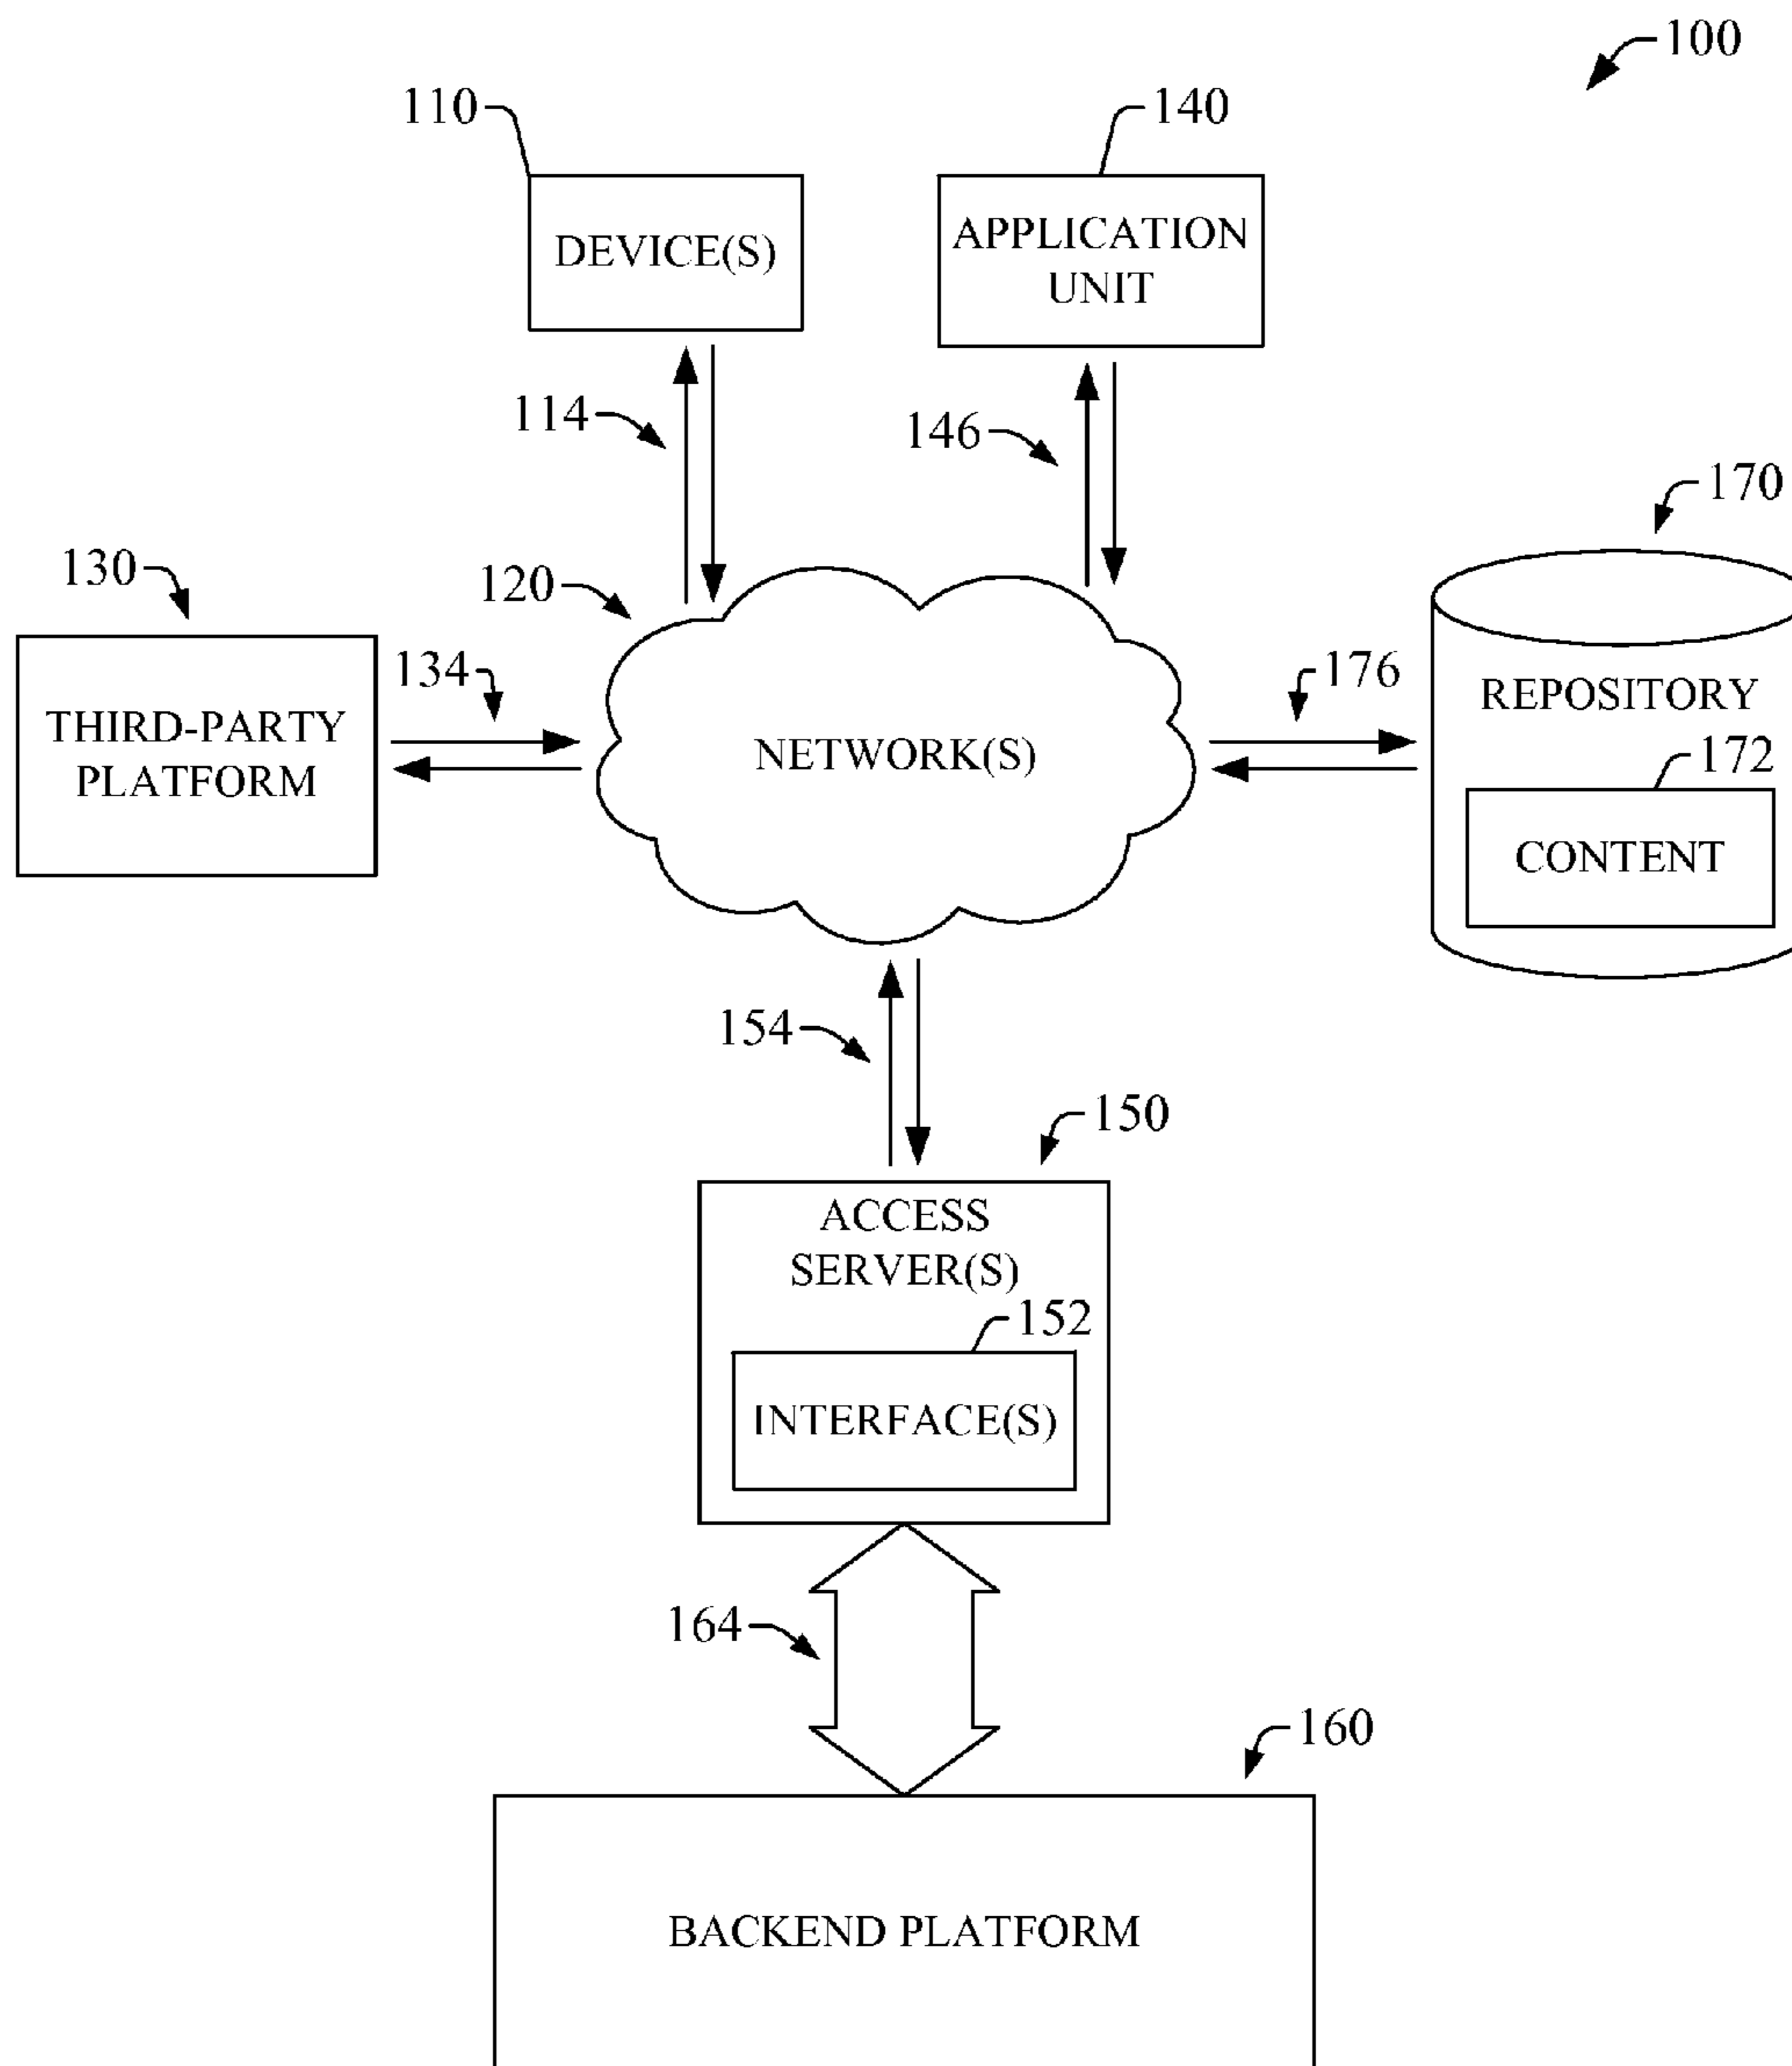 100
110
140
DEVICE(S)
APPLICATION
UNIT
114
146
170
130
120
134
176
REPOSITORY
THIRD-PARTY
PLATFORM
NETWORK(S)
172
CONTENT
154
150
ACCESS
SERVER(S)
152
INTERFACE(S)
164
160
BACKEND PLATFORM